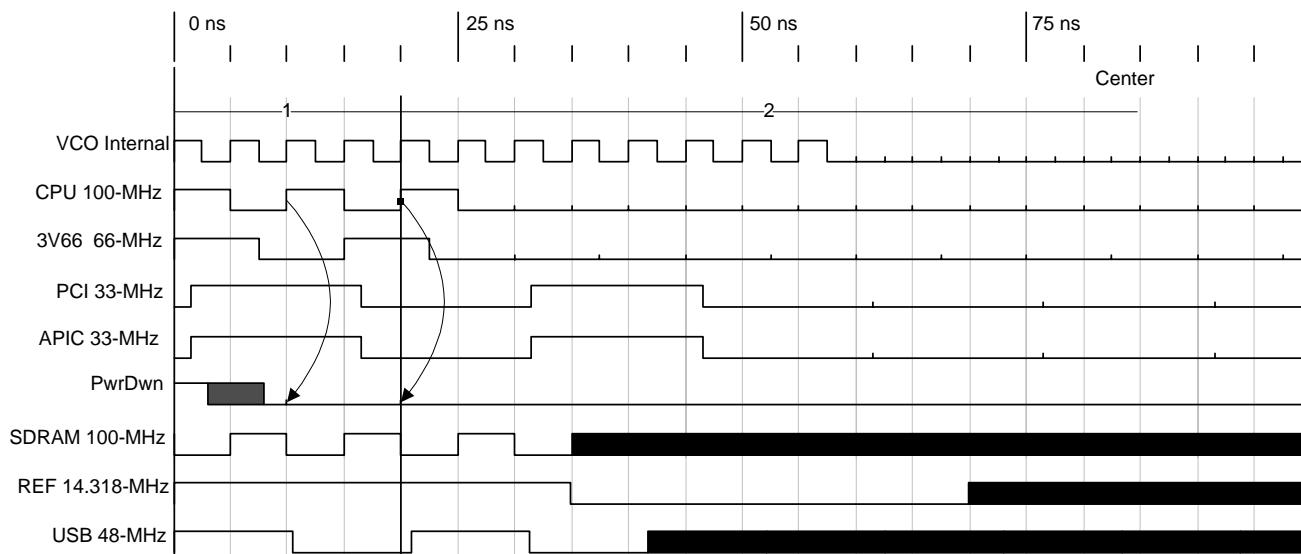 0 ns 25 ns 50 ns 75 ns
Center
1 2
VCO Internal
CPU 100-MHz
3V66 66-MHz
PCI 33-MHz
APIC 33-MHz
PwrDwn
SDRAM 100-MHz
REF 14.318-MHz
USB 48-MHz